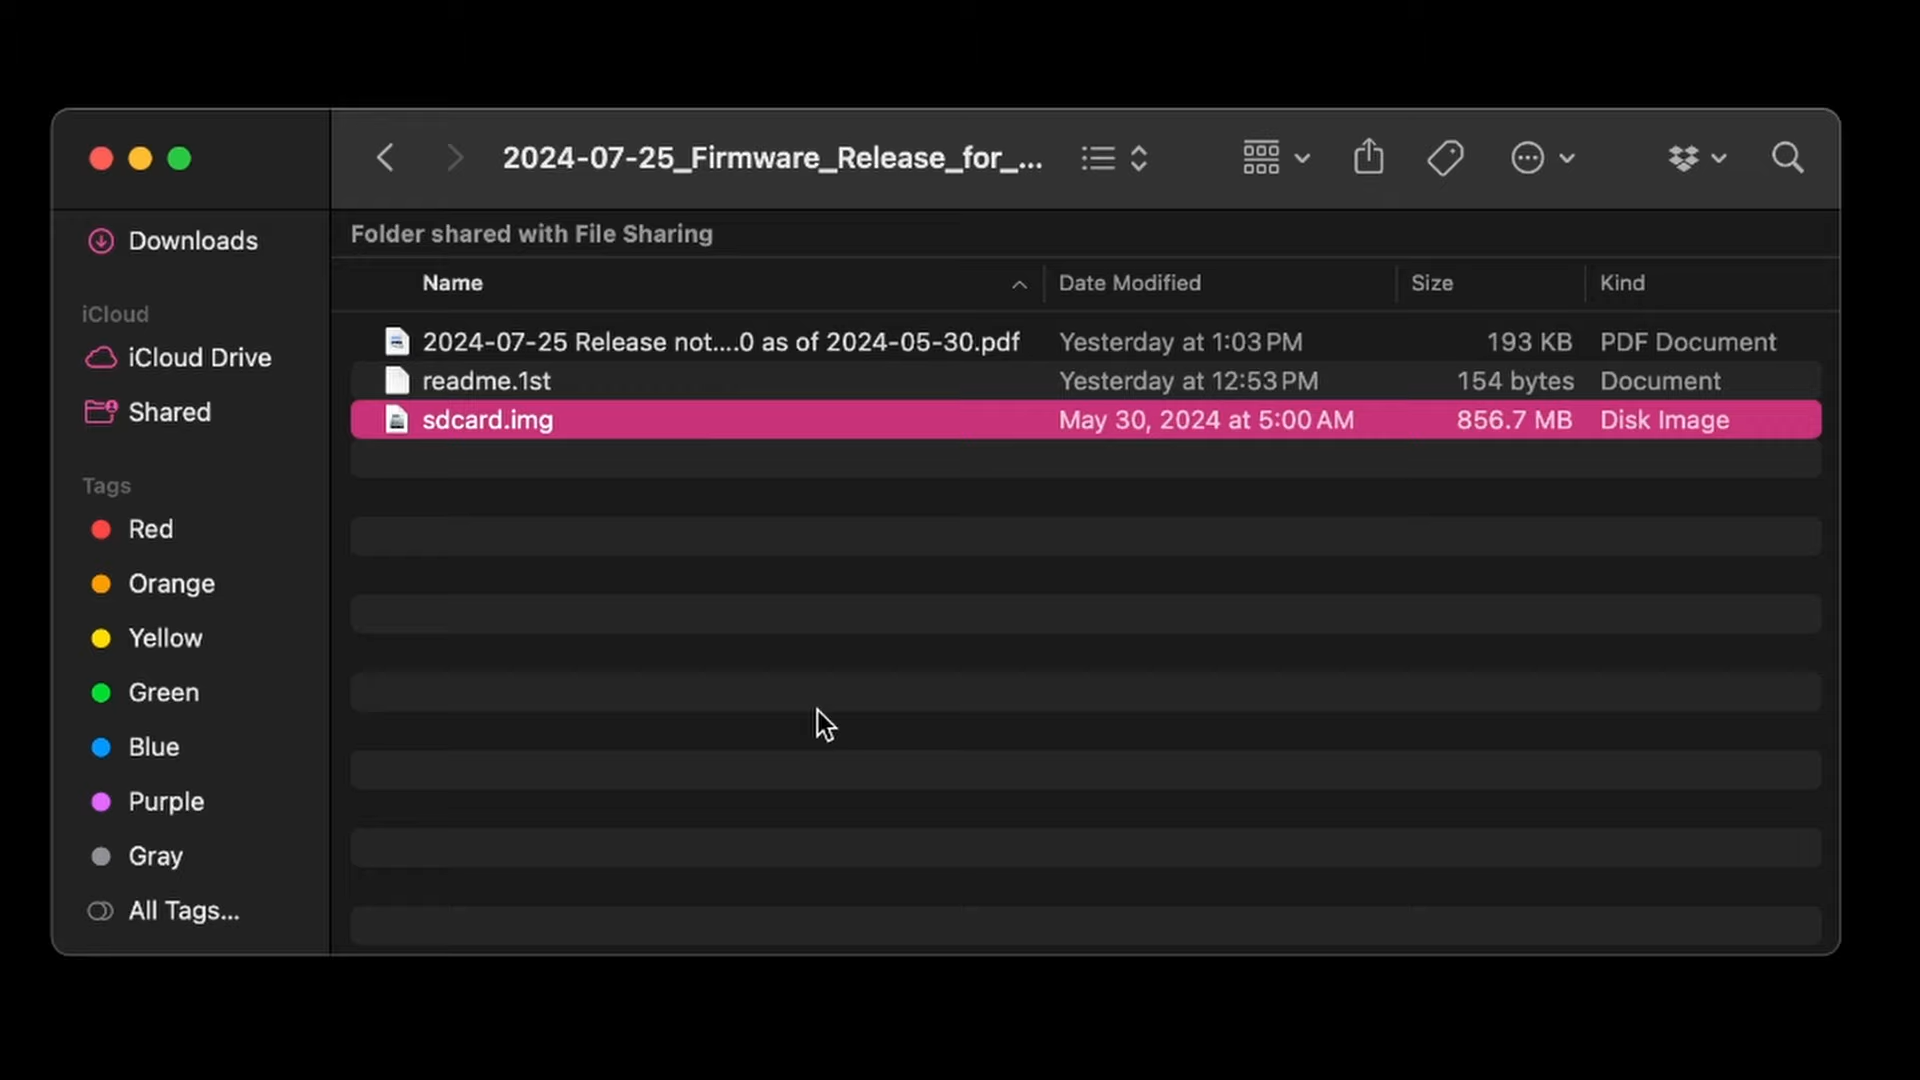 2024-07-25_Firmware_Release_for_...
Downloads
iCloud
iCloud Drive
Shared
Tags
Red
Orange
Yellow
Green
Blue
Purple
Gray
All Tags...
Folder shared with File Sharing
Name Date Modified Size Kind
2024-07-25 Release not....0 as of 2024-05-30.pdf Yesterday at 1:03 PM 193 KB PDF Document
readme.1st Yesterday at 12:53 PM 154 bytes Document
sdcard.img May 30, 2024 at 5:00 AM 856.7 MB Disk Image